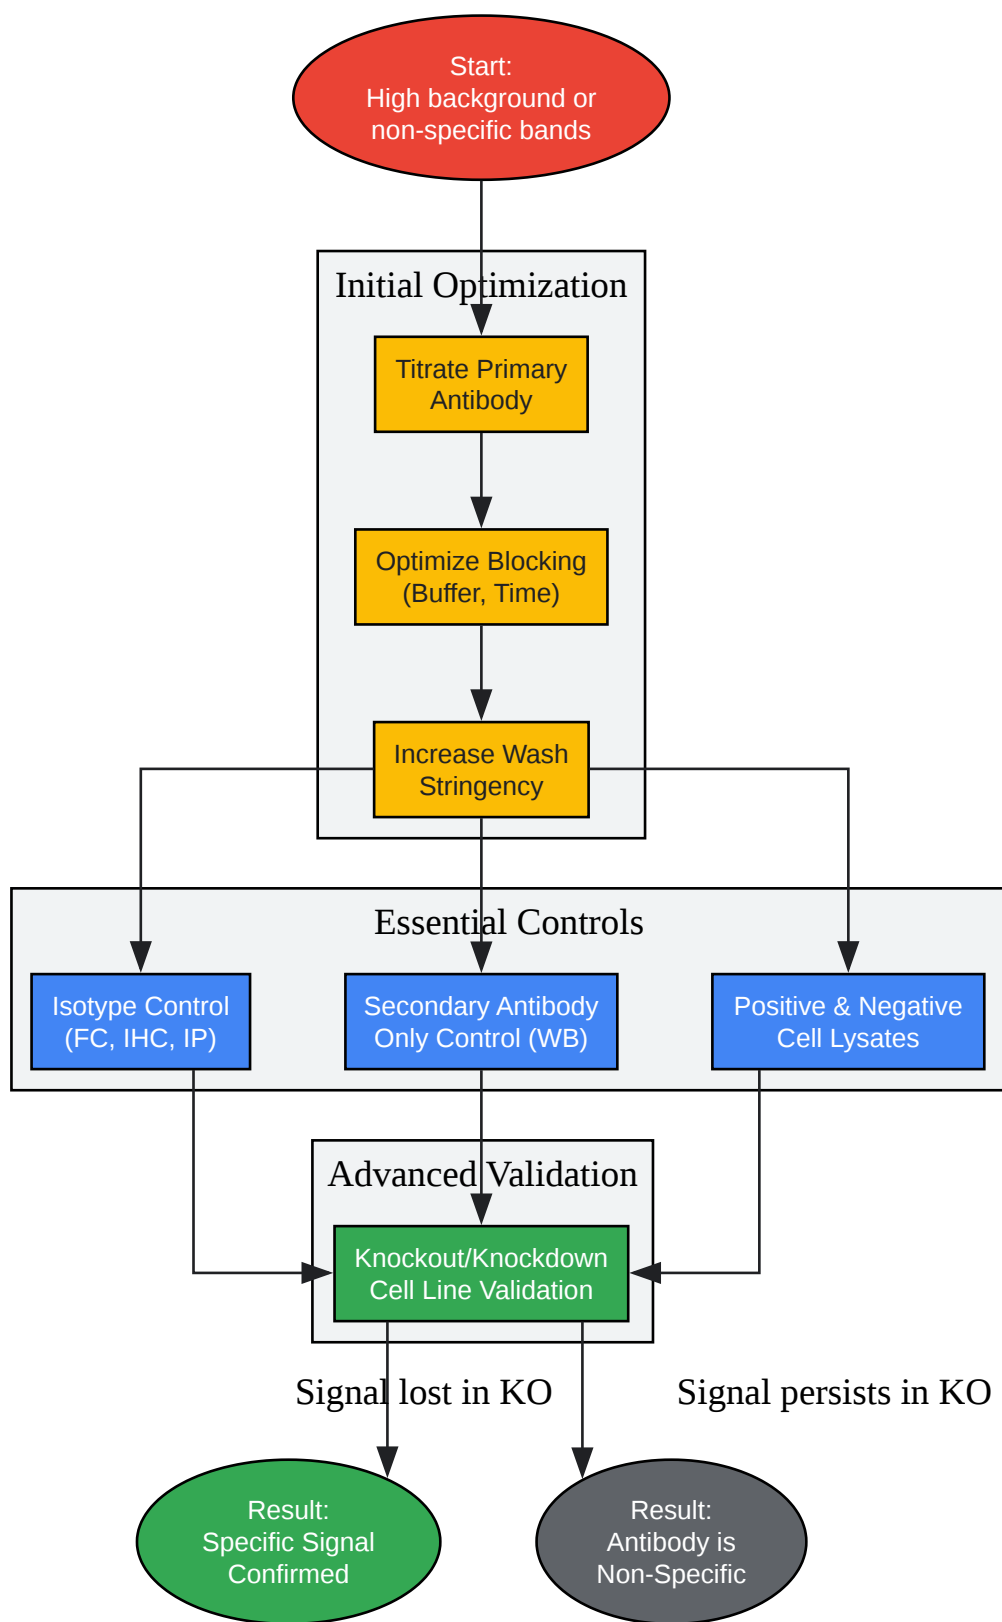 Start:
High background or
non-specific bands
Initial Optimization
Titrate Primary
Antibody
Optimize Blocking
(Buffer, Time)
Increase Wash
Stringency
Essential Controls
Isotype Control
(FC, IHC, IP)
Secondary Antibody
Only Control (WB)
Positive & Negative
Cell Lysates
Advanced Validation
Knockout/Knockdown
Cell Line Validation
Signal lost in KO
Signal persists in KO
Result:
Specific Signal
Confirmed
Result:
Antibody is
Non-Specific